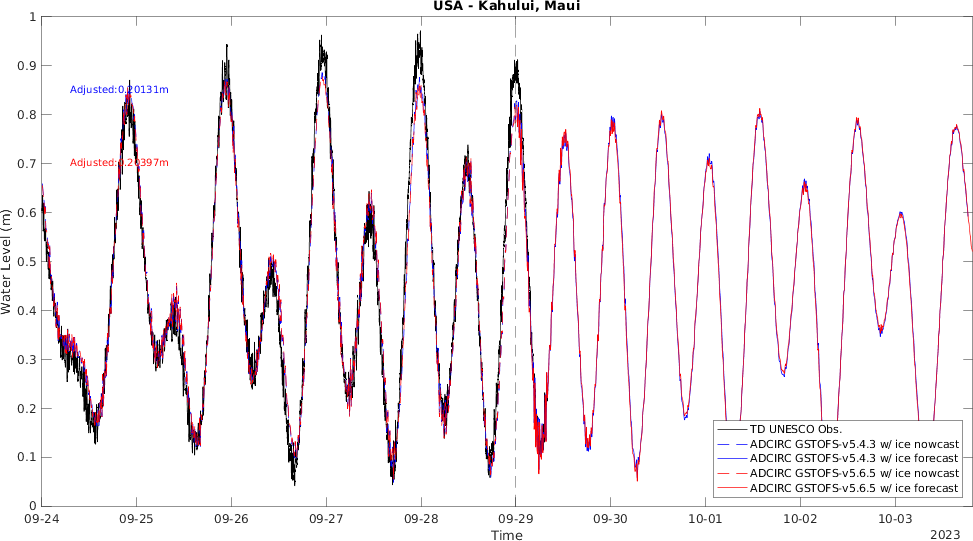 USA - Kahului, Maui
1
0.9
0.8
0.7
0.6
0.5
0.4
0.3
0.2
0.1
0
Water Level (m)
Adjusted:0.20131m
Adjusted:0.20397m
TD UNESCO Obs.
ADCIRC GSTOFS-v5.4.3 w/ ice nowcast
ADCIRC GSTOFS-v5.4.3 w/ ice forecast
ADCIRC GSTOFS-v5.6.5 w/ ice nowcast
ADCIRC GSTOFS-v5.6.5 w/ ice forecast
09-24 09-25 09-26 09-27 09-28 09-29 09-30 10-01 10-02 10-03
Time
2023